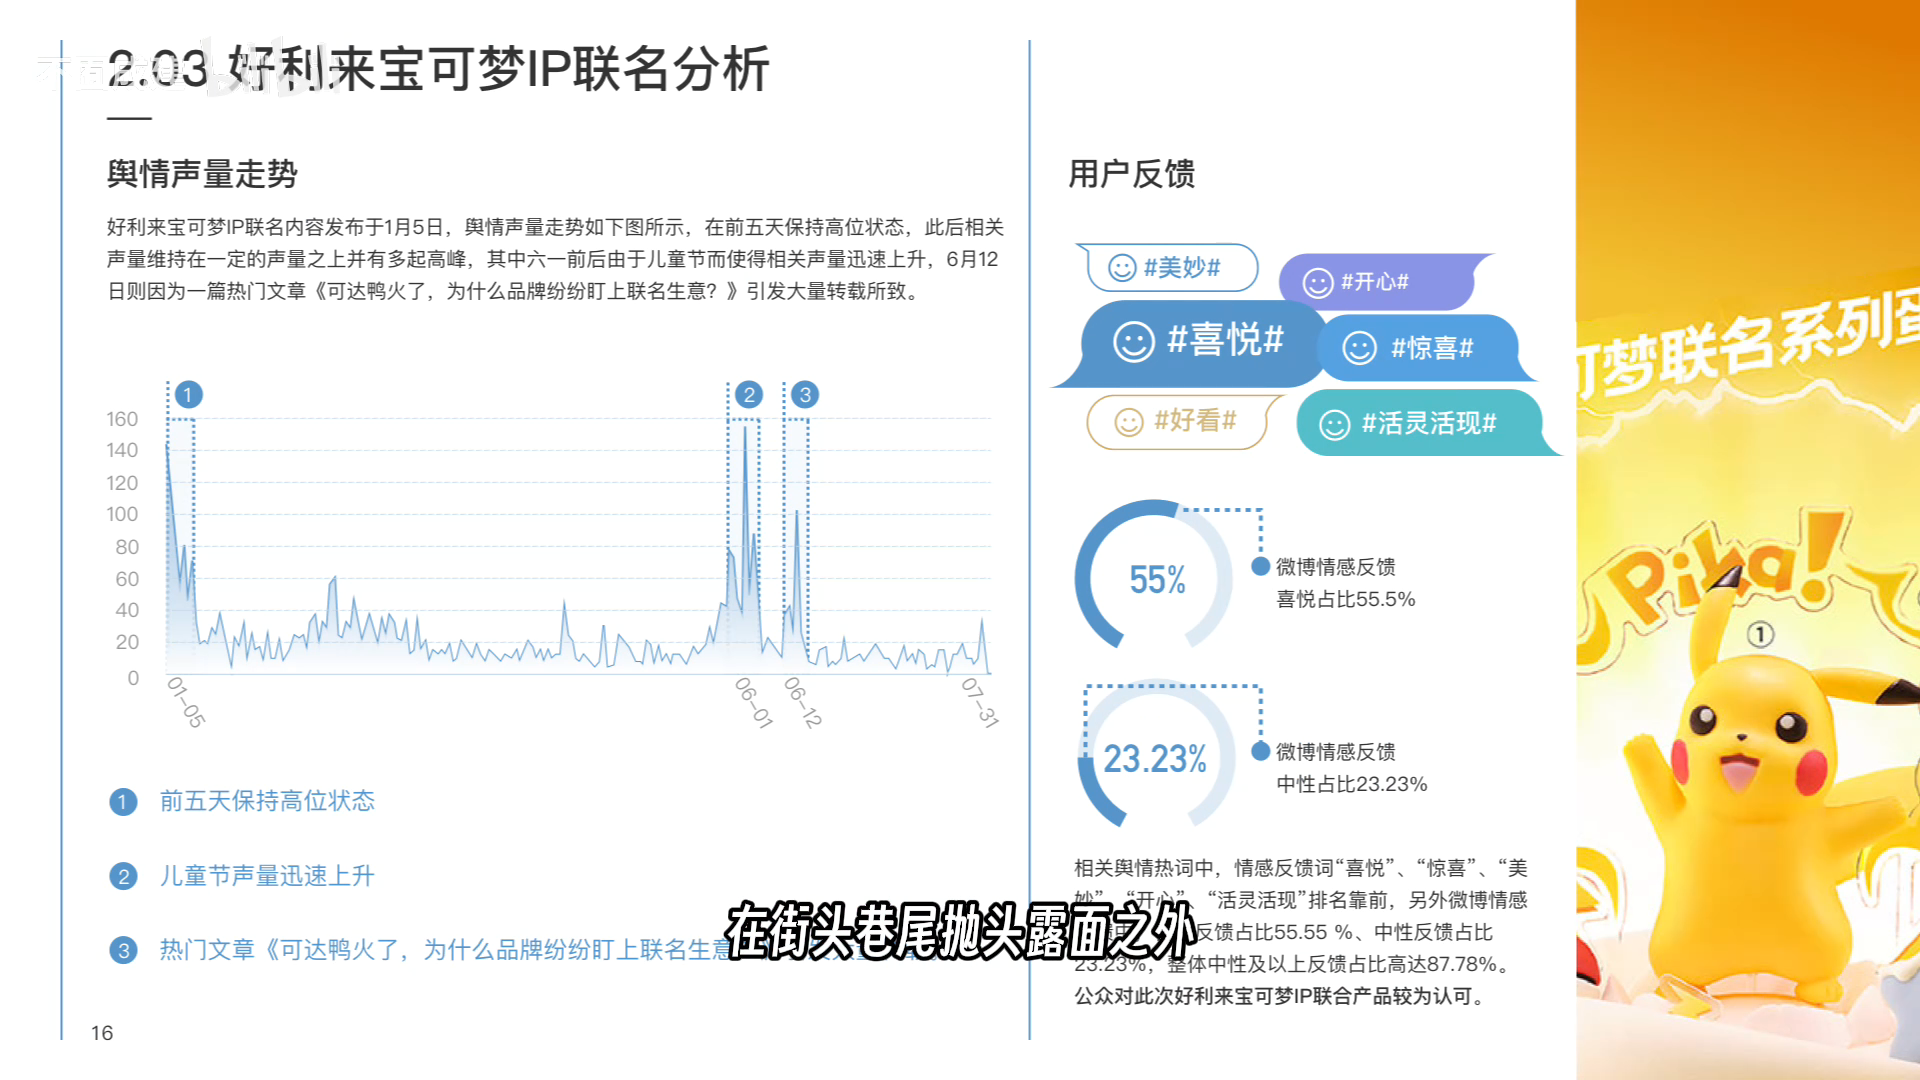 2.03 好利来宝可梦IP联名分析
舆情声量走势
好利来宝可梦IP联名内容发布于1月5日，舆情声量走势如下图所示，在前五天保持高位状态，此后相关
声量维持在一定的声量之上并有多起高峰，其中六一前后由于儿童节而使得相关声量迅速上升，6月12
日则因为一篇热门文章《可达鸭火了，为什么品牌纷纷盯上联名生意？》引发大量转载所致。
1
2
3
160
140
120
100
80
60
40
20
0
01-05
06-01
06-12
07-31
1 前五天保持高位状态
2 儿童节声量迅速上升
3 热门文章《可达鸭火了，为什么品牌纷纷盯上联名生意
16
用户反馈
#美妙#
#开心#
#喜悦#
#惊喜#
#好看#
#活灵活现#
55%
微博情感反馈
喜悦占比55.5%
23.23%
微博情感反馈
中性占比23.23%
相关舆情热词中，情感反馈词“喜悦”、“惊喜”、“美
妙”、“开心”、“活灵活现”排名靠前，另外微博情感
反馈占比55.55 %、中性反馈占比
23.23%，整体中性及以上反馈占比高达87.78%。
公众对此次好利来宝可梦IP联合产品较为认可。
在街头巷尾抛头露面之外
可梦联名系列蛋
Pika!
①
bilibili